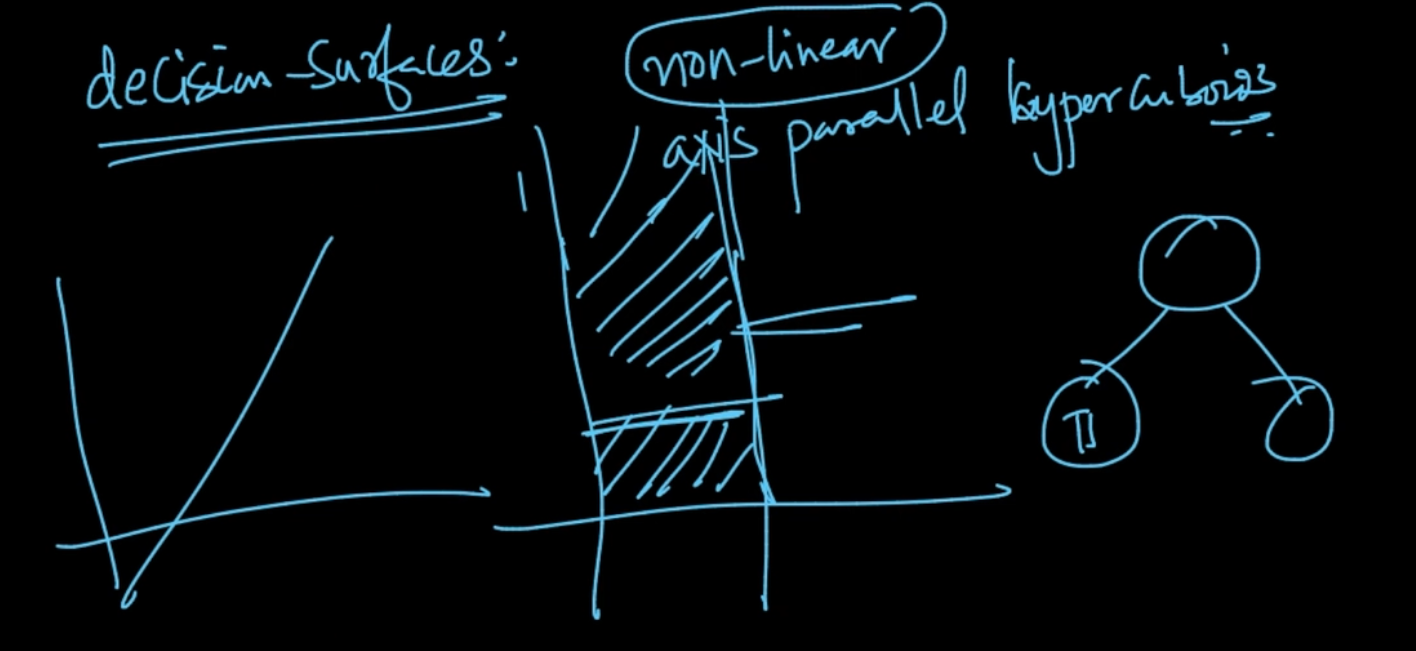 decision-surfaces: non-linear
axis parallel hypercuboids